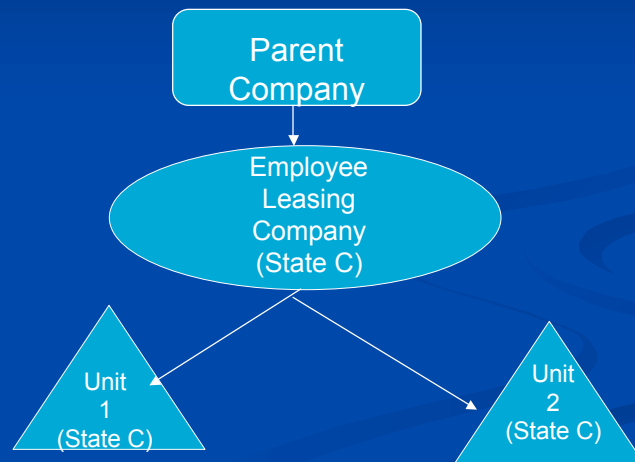 Parent
Company
Employee
Leasing
Company
(State C)
Unit
1
(State C)
Unit
2
(State C)